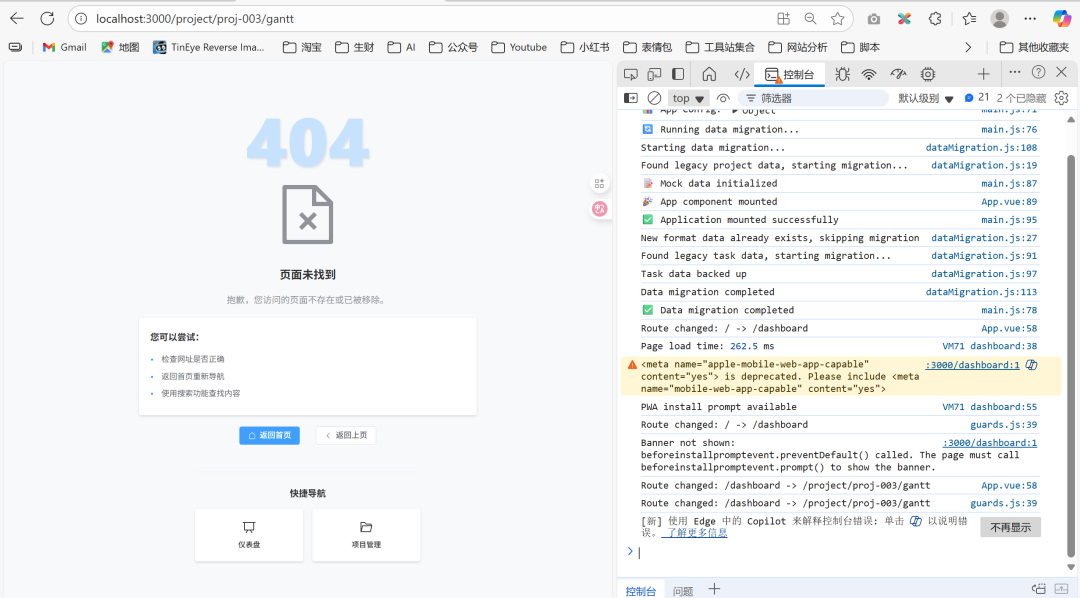 localhost:3000/project/proj-003/gantt
Gmail 地图 TinEye Reverse Ima... 淘宝 生财 AI 公众号 Youtube 小红书 表情包 工具站集合 网站分析 脚本 其他收藏夹
404
页面未找到
抱歉，您访问的页面不存在或已被移除。
您可以尝试：
• 检查网址是否正确
• 返回首页重新导航
• 使用搜索功能查找内容
返回首页 返回上页
快捷导航
仪表盘 项目管理
控制台
top 筛选器 默认级别 21 2 个已隐藏
App Config: ▶ Object main.js:71
Running data migration... main.js:76
Starting data migration... dataMigration.js:108
Found legacy project data, starting migration... dataMigration.js:19
Mock data initialized main.js:87
App component mounted App.vue:89
Application mounted successfully main.js:95
New format data already exists, skipping migration dataMigration.js:27
Found legacy task data, starting migration... dataMigration.js:91
Task data backed up dataMigration.js:97
Data migration completed dataMigration.js:113
Data migration completed main.js:78
Route changed: / -> /dashboard App.vue:58
Page load time: 262.5 ms VM71 dashboard:38
<meta name="apple-mobile-web-app-capable" :3000/dashboard:1
content="yes"> is deprecated. Please include <meta
name="mobile-web-app-capable" content="yes">
PWA install prompt available VM71 dashboard:55
Route changed: / -> /dashboard guards.js:39
Banner not shown: :3000/dashboard:1
beforeinstallpromptevent.preventDefault() called. The page must call
beforeinstallpromptevent.prompt() to show the banner.
Route changed: /dashboard -> /project/proj-003/gantt App.vue:58
Route changed: /dashboard -> /project/proj-003/gantt guards.js:39
[新] 使用 Edge 中的 Copilot 来解释控制台错误: 单击 以说明错
误。 了解更多信息 不再显示
控制台 问题